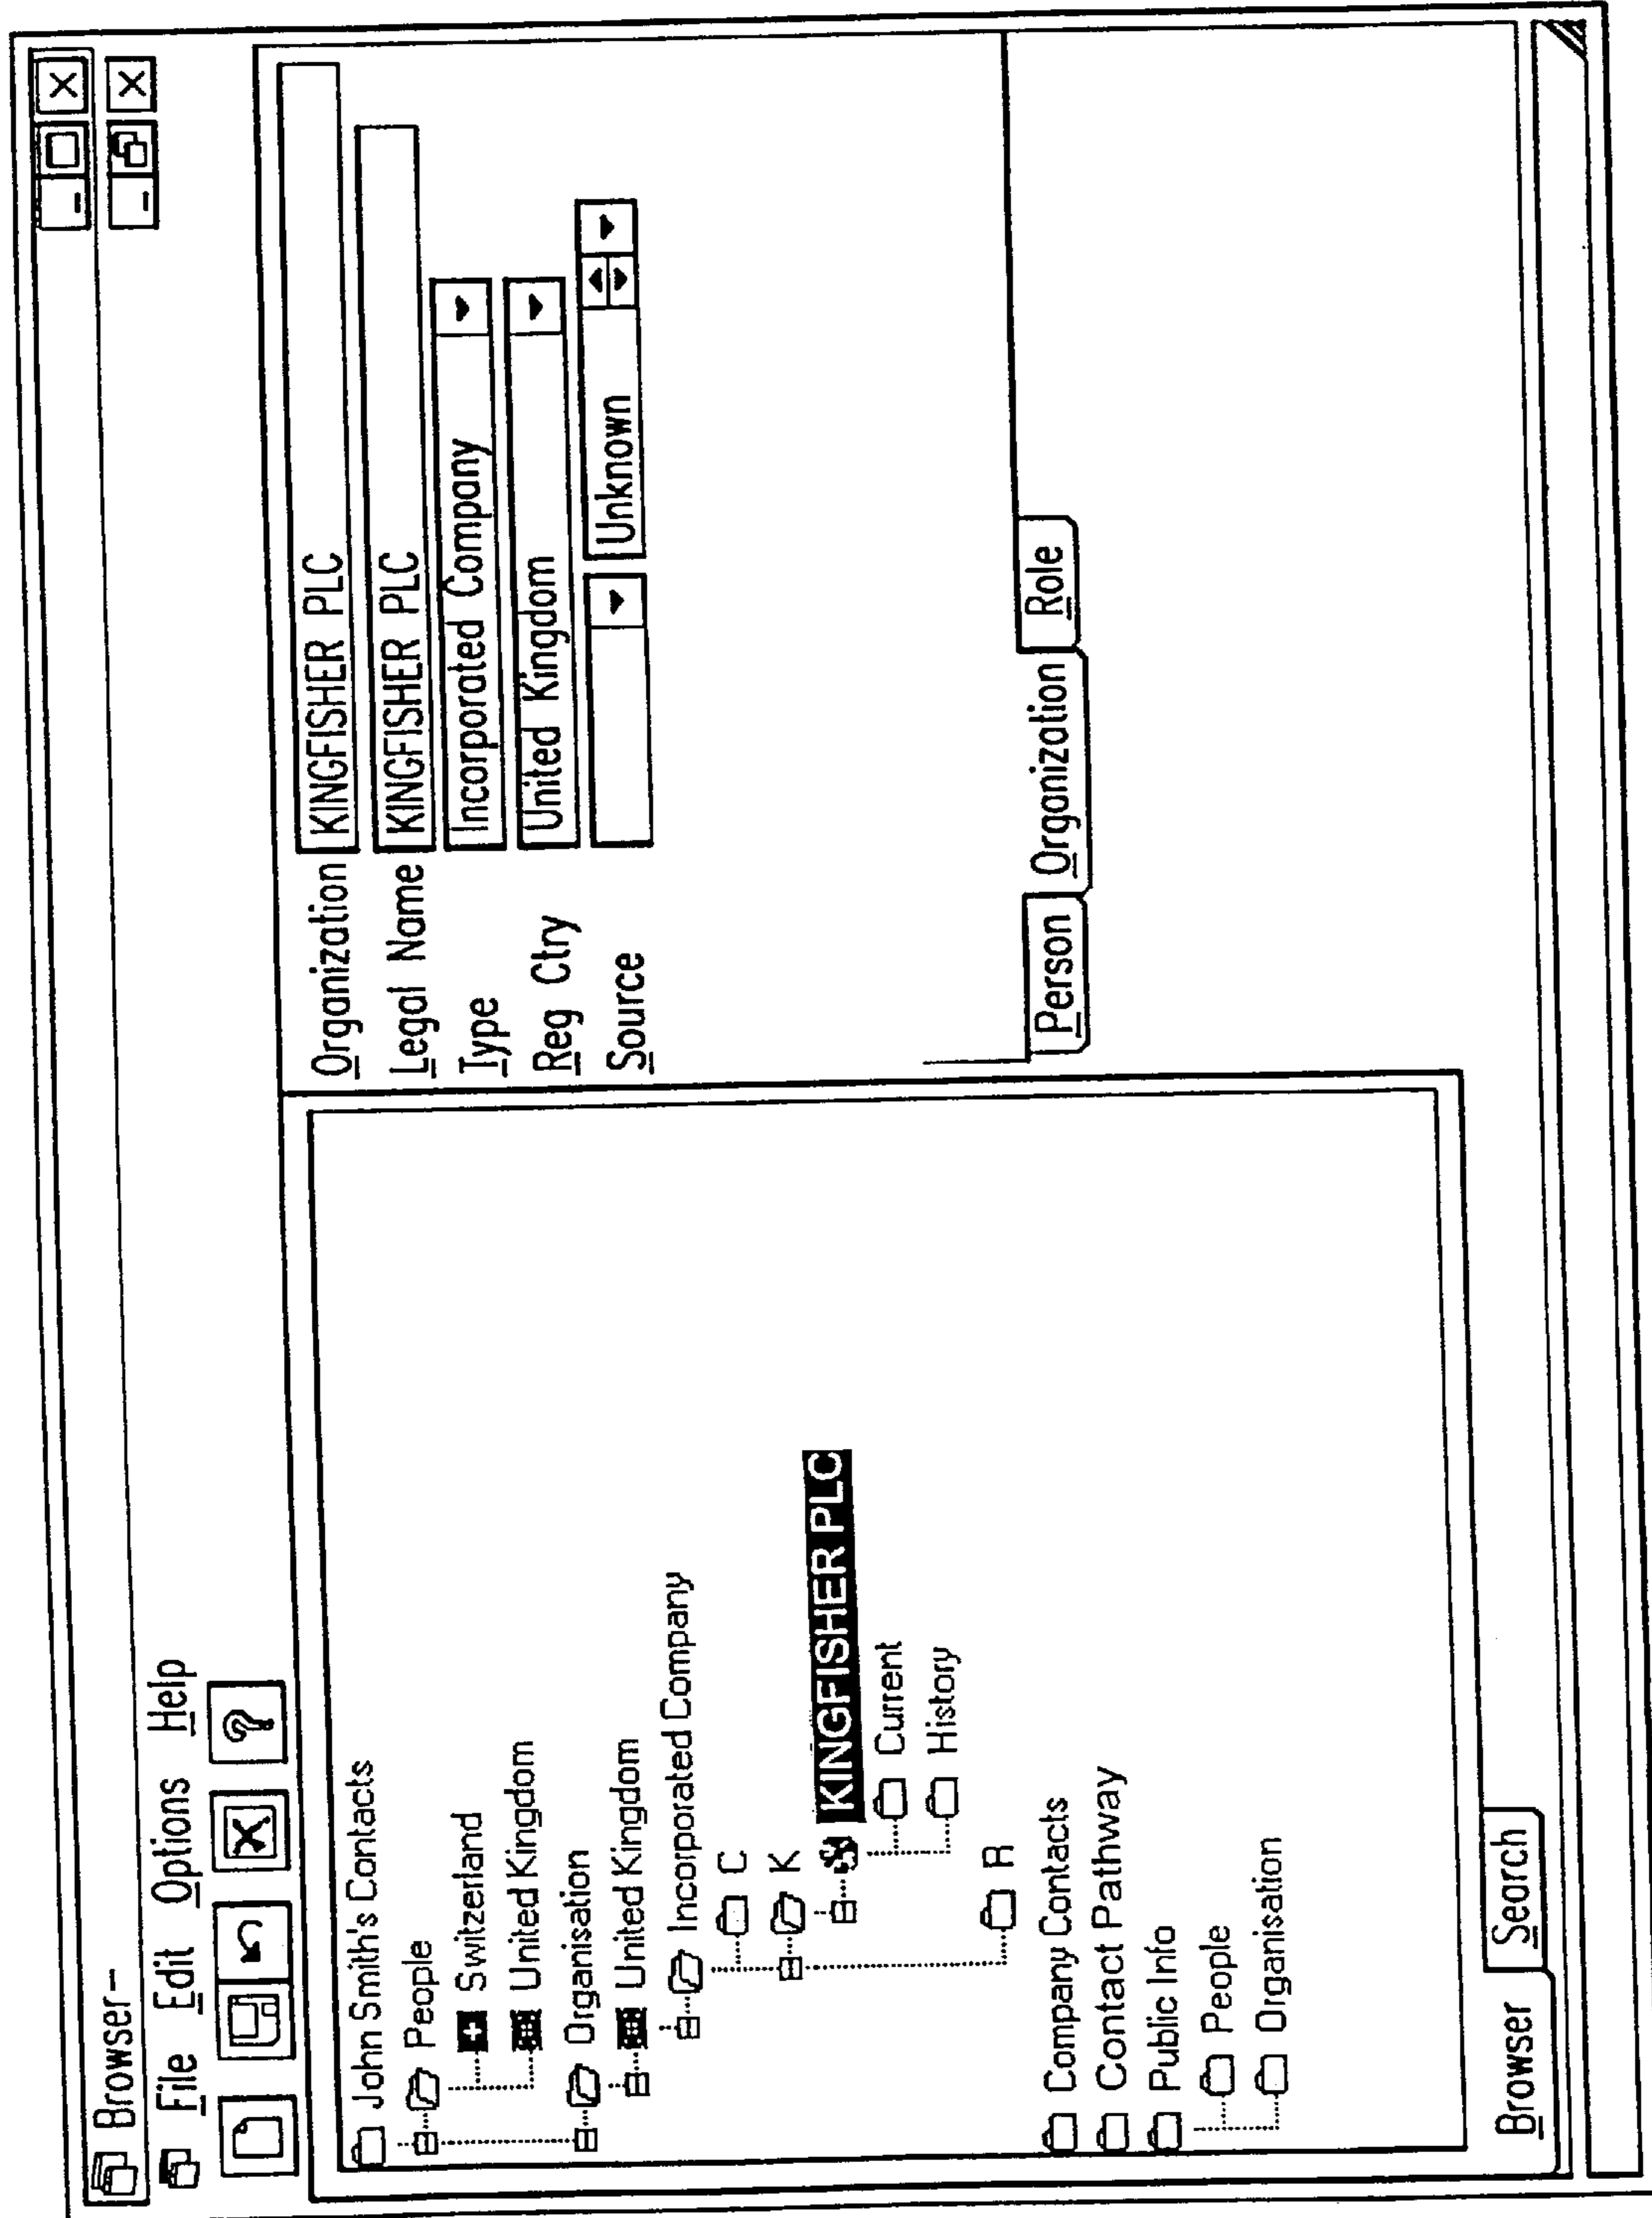 Browser-
File Edit Options Help
John Smith's Contacts
People
Switzerland
United Kingdom
Organisation
United Kingdom
Incorporated Company
C
K
KINGFISHER PLC
Current
History
R
Company Contacts
Contact Pathway
Public Info
People
Organisation
Browser Search
Organization KINGFISHER PLC
Legal Name KINGFISHER PLC
Type Incorporated Company
Reg Ctry United Kingdom
Source Unknown
Person Organization Role